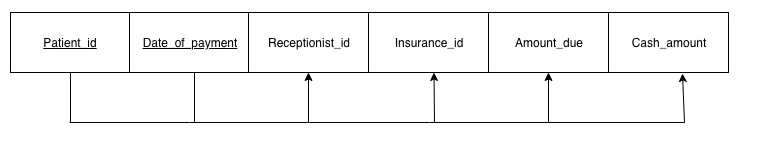 Patient_id Date_of_payment Receptionist_id Insurance_id Amount_due Cash_amount